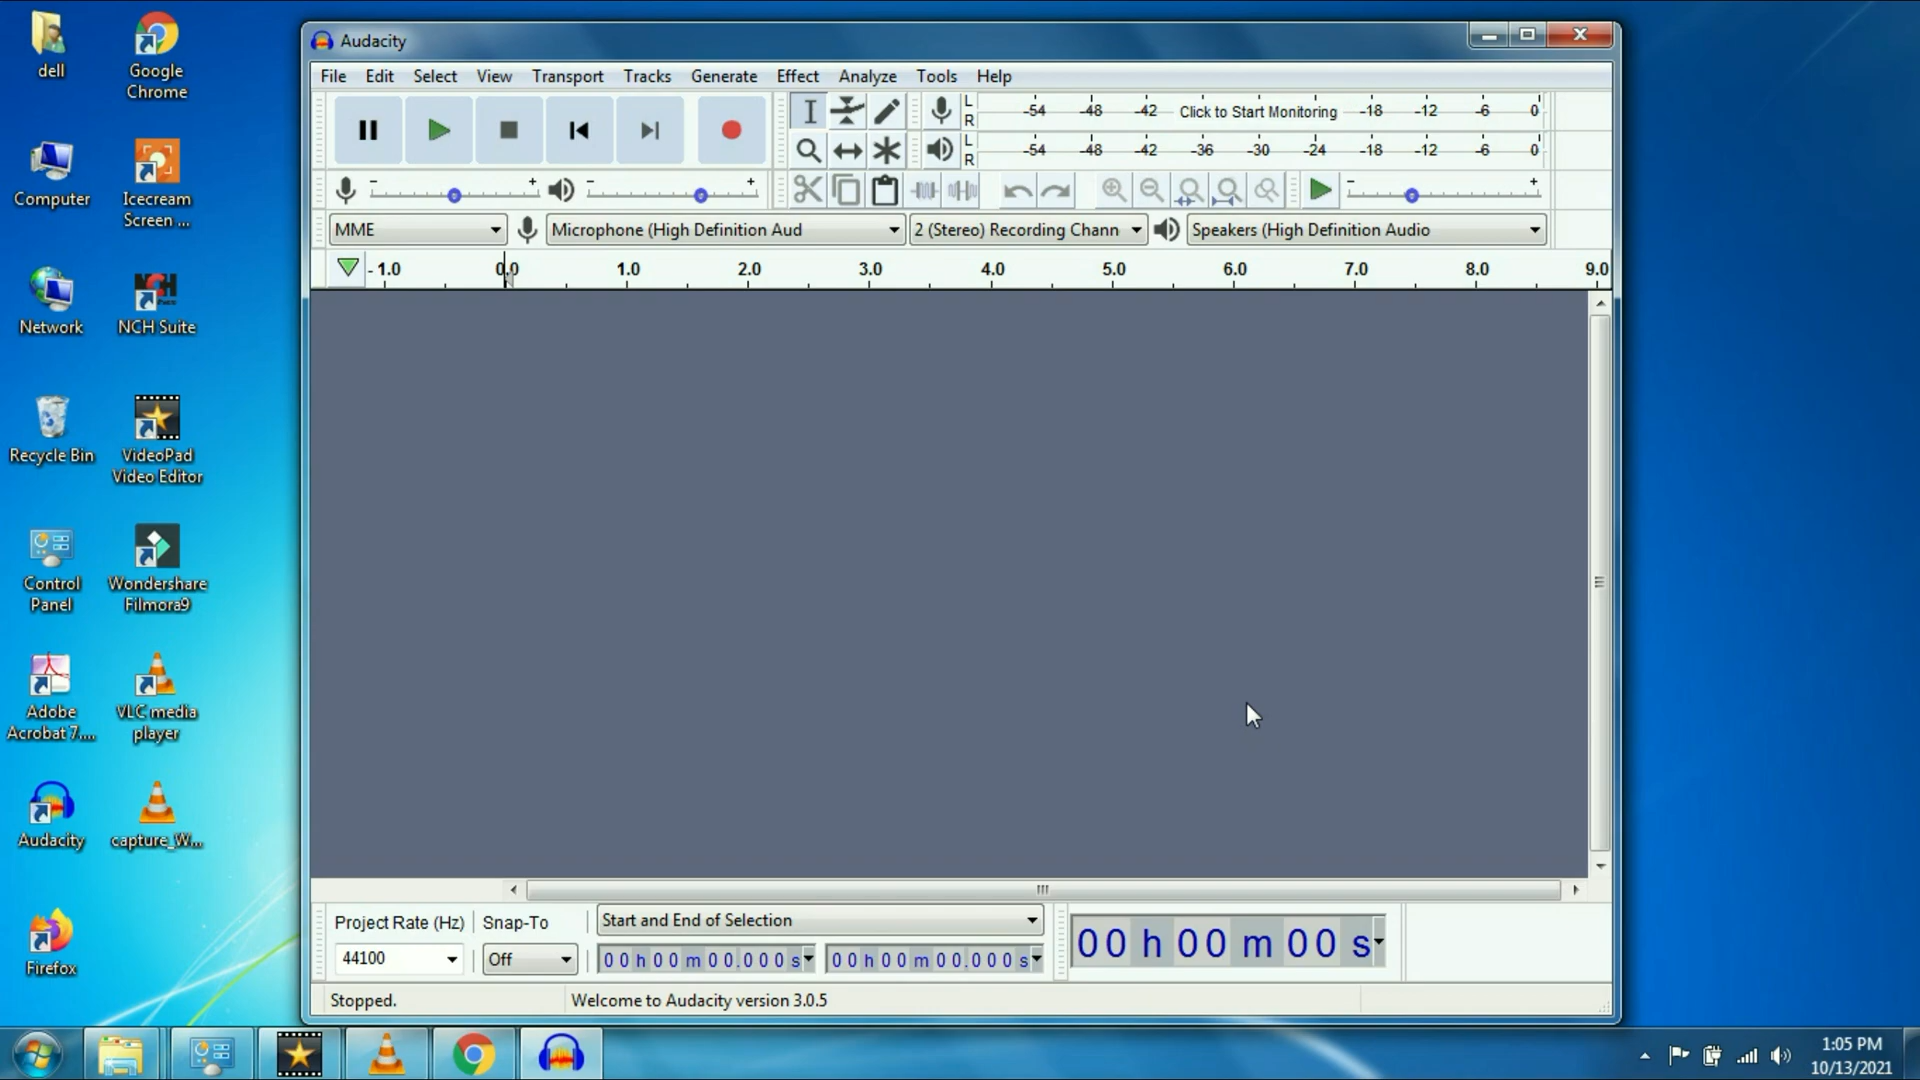 dell
Google
Chrome
Computer
Icecream
Screen ...
Network
NCH Suite
Recycle Bin
VideoPad
Video Editor
Control
Panel
Wondershare
Filmora9
Adobe
Acrobat 7....
VLC media
player
Audacity
capture_W...
Firefox
Audacity
File Edit Select View Transport Tracks Generate Effect Analyze Tools Help
L
R
-54 -48 -42 Click to Start Monitoring -18 -12 -6 0
L
R
-54 -48 -42 -36 -30 -24 -18 -12 -6 0
- + - + - +
MME Microphone (High Definition Aud 2 (Stereo) Recording Chann Speakers (High Definition Audio
- 1.0 0.0 1.0 2.0 3.0 4.0 5.0 6.0 7.0 8.0 9.0
Project Rate (Hz) Snap-To Start and End of Selection
44100 Off 00 h 00 m 00.000 s 00 h 00 m 00.000 s 00 h 00 m 00 s
Stopped. Welcome to Audacity version 3.0.5
1:05 PM
10/13/2021